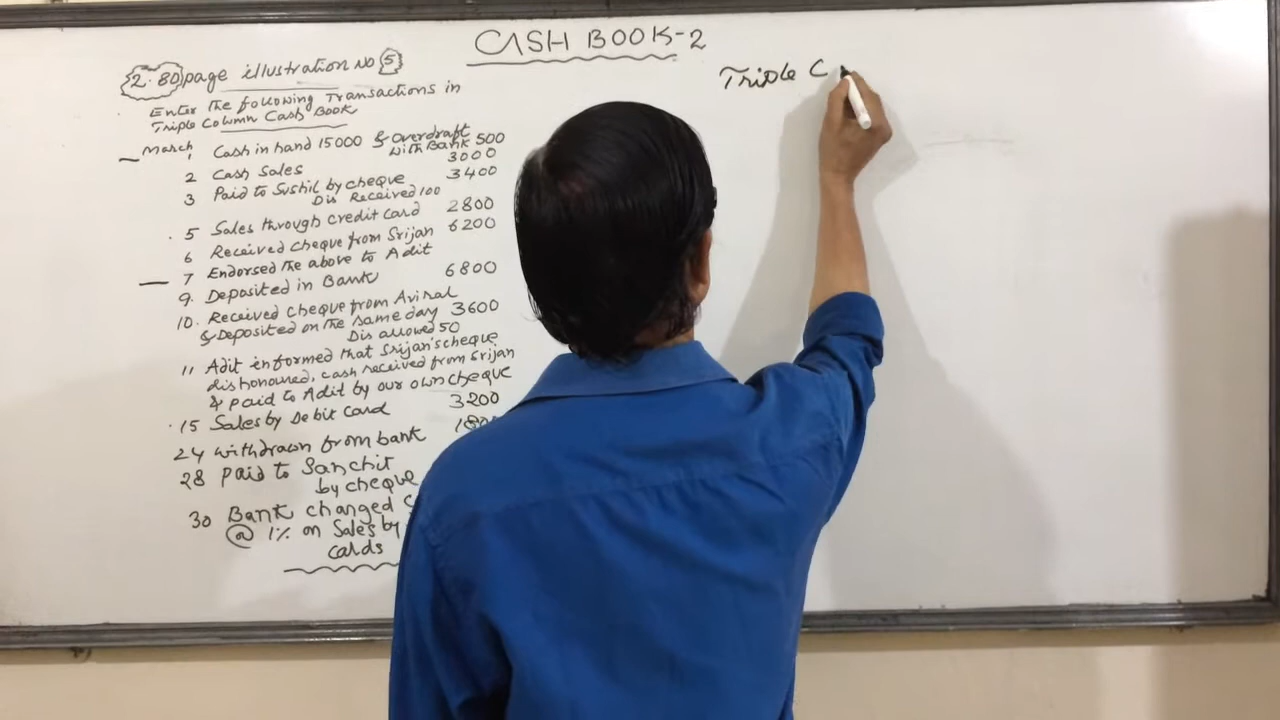 CASH BOOK-2
2.80 page illustration No 5
Enter the following Transactions in
Triple Column Cash Book
March
1 Cash in hand 15000 & Overdraft
with Bank 500
2 Cash Sales 3000
3 Paid to Sushil by cheque 3400
Dis Received 100
5 Sales through credit card 2800
6 Received cheque from Srijan 6200
7 Endorsed the above to Adit
9. Deposited in Bank 6800
10. Received cheque from Aviral
& Deposited on the same day 3600
Dis allowed 50
11 Adit informed that Srijan's cheque
dishonoured, cash received from Srijan
& paid to Adit by our own cheque
15 Sales by Debit card 3200
24 withdrawn from bank
28 paid to Sanchit
by cheque
30 Bank changed
@ 1% on Sales by
cards
Triple C